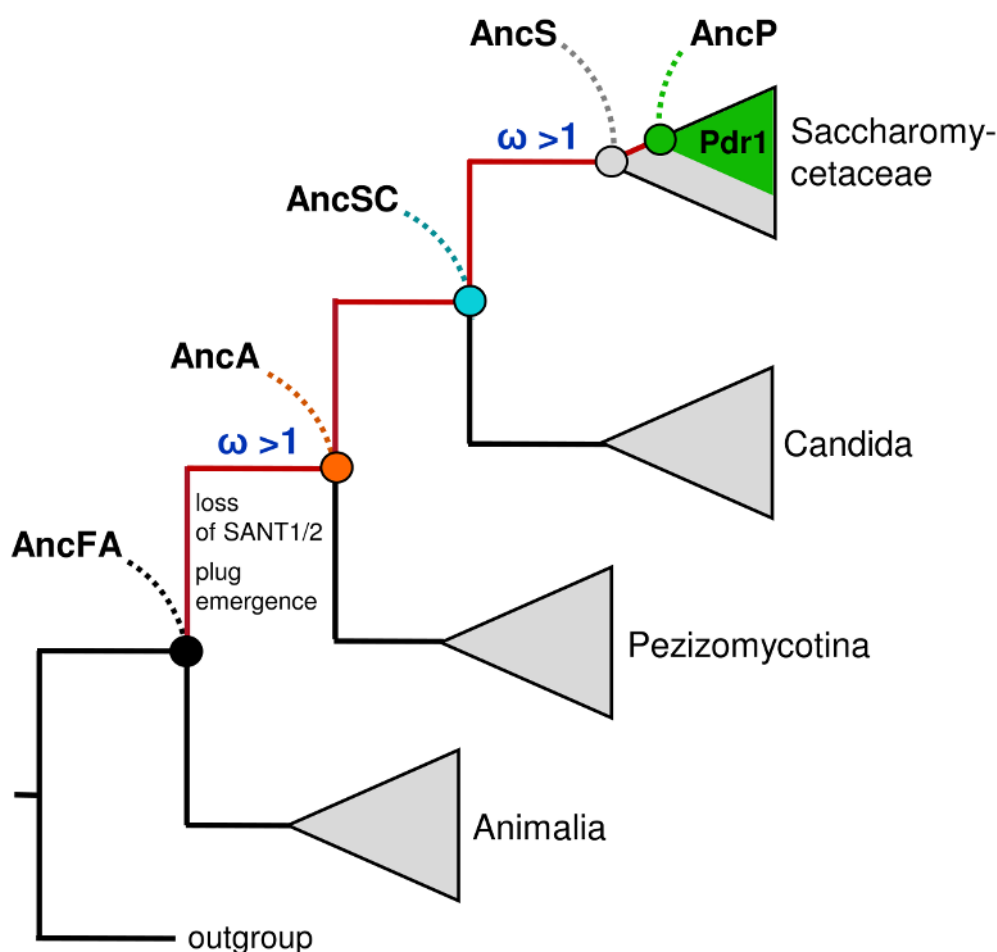 AncS
AncP
ω >1
Pdr1
Saccharomy-
cetaceae
AncSC
AncA
ω >1
Candida
loss
of SANT1/2
AncFA
plug
emergence
Pezizomycotina
Animalia
outgroup